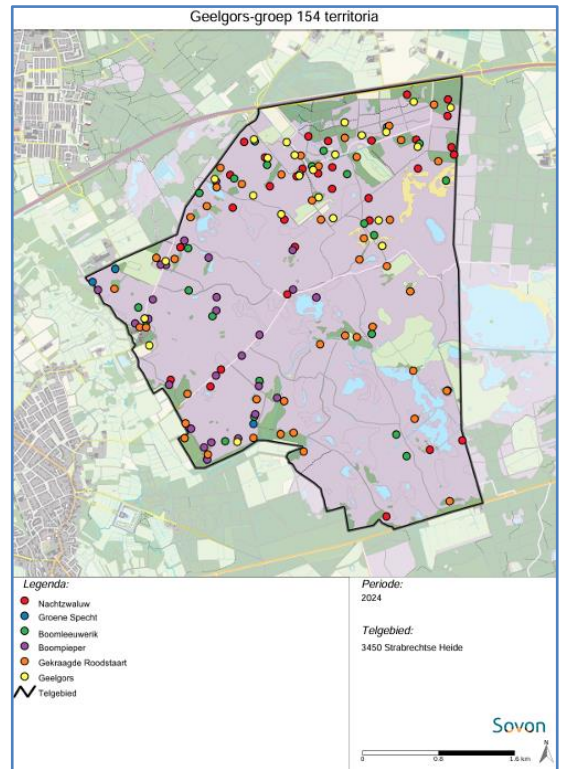 Geelgors-groep 154 territoria
Legenda:
Nachtzwaluw
Groene Specht
Boomleeuwerik
Boompieper
Gekraagde Roodstaart
Geelgors
Telgebied
Periode:
2024
Telgebied:
3450 Strabrechtse Heide
Sovon
N
0 0.8 1.6 km